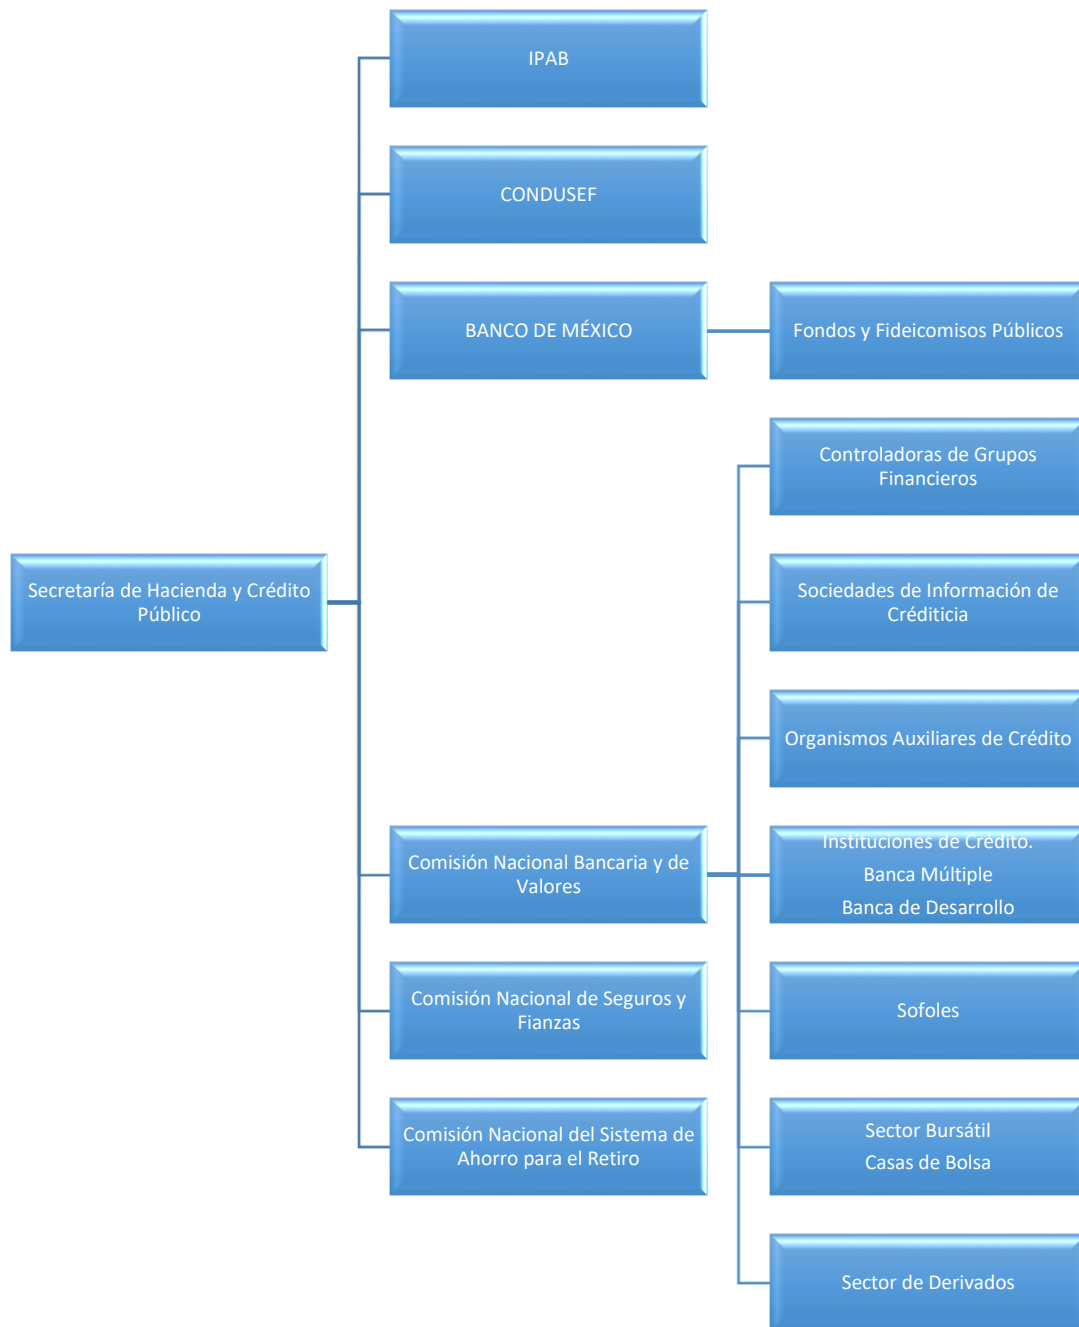 IPAB
CONDUSEF
BANCO DE MÉXICO
Fondos y Fideicomisos Públicos
Controladoras de Grupos
Financieros
Secretaría de Hacienda y Crédito
Público
Sociedades de Información de
Créditicia
Organismos Auxiliares de Crédito
Comisión Nacional Bancaria y de
Valores
Instituciones de Crédito.
Banca Múltiple
Banca de Desarrollo
Comisión Nacional de Seguros y
Fianzas
Sofoles
Comisión Nacional del Sistema de
Ahorro para el Retiro
Sector Bursátil
Casas de Bolsa
Sector de Derivados